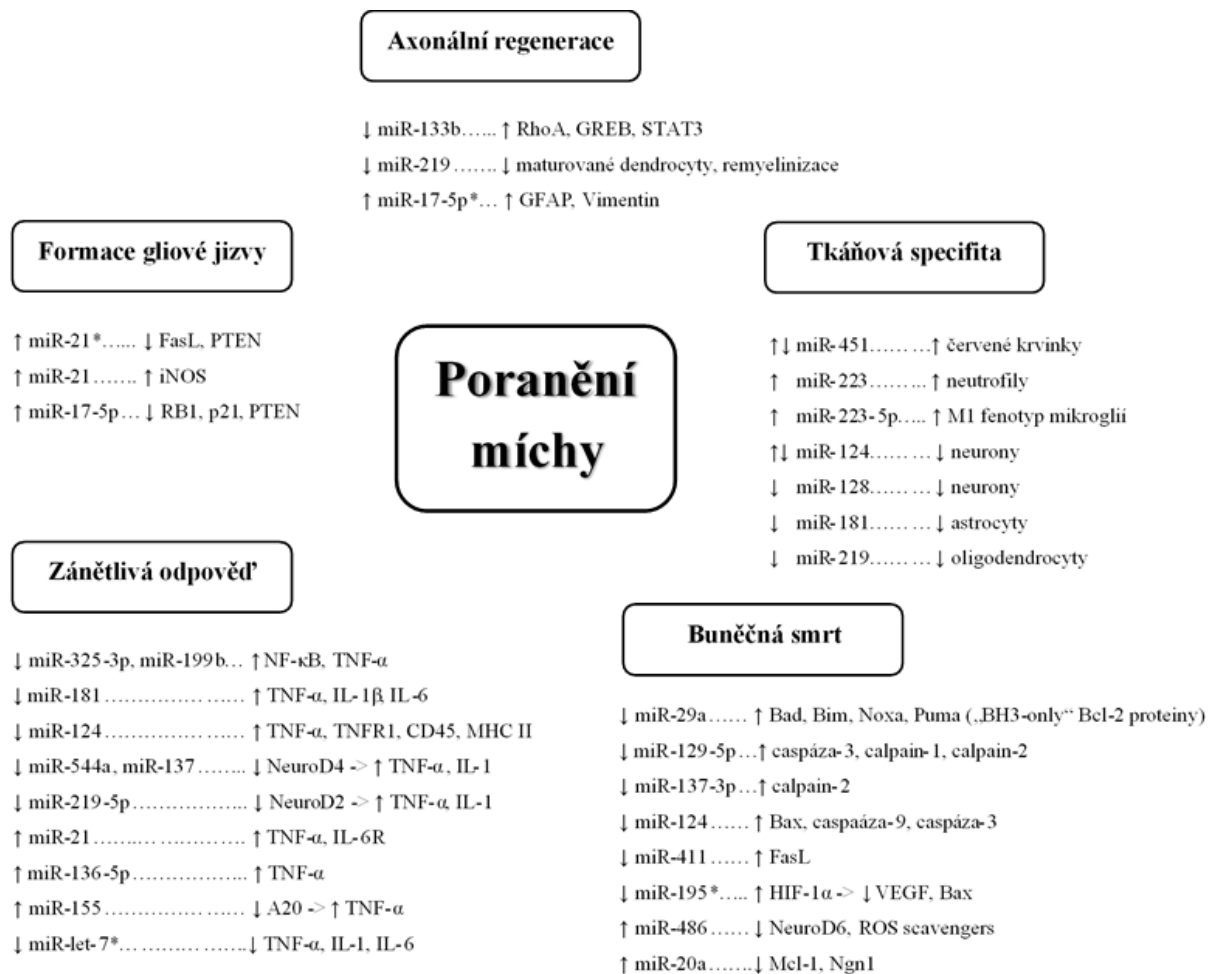 Axonální regenerace
↓ miR-133b…... ↑ RhoA, GREB, STAT3
↓ miR-219 ….... ↓ maturované dendrocyty, remyelinizace
↑ miR-17-5p*… ↑ GFAP, Vimentin
Formace gliové jizvy
↑ miR-21*…... ↓ FasL, PTEN
↑ miR-21 ….... ↑ iNOS
↑ miR-17-5p… ↓ RB1, p21, PTEN
Poranění
míchy
Tkáňová specifita
↑↓ miR-451…… …↑ červené krvinky
↑ miR-223……... ↑ neutrofily
↑ miR-223-5p….. ↑ M1 fenotyp mikroglií
↑↓ miR-124…… … ↓ neurony
↓ miR-128…… … ↓ neurony
↓ miR-181…… … ↓ astrocyty
↓ miR-219…… … ↓ oligodendrocyty
Zánětlivá odpověď
↓ miR-325-3p, miR-199b… ↑ NF-κB, TNF-α
↓ miR-181 ………… …… ↑ TNF-α, IL-1β, IL-6
↓ miR-124 ………… …… ↑ TNF-α, TNFR1, CD45, MHC II
↓ miR-544a, miR-137 ….…. ↓ NeuroD4 -> ↑ TNF-α, IL-1
↓ miR-219-5p……………... ↓ NeuroD2 -> ↑ TNF-α, IL-1
↑ miR-21 …….… …………. ↑ TNF-α, IL-6R
↑ miR-136-5p……………... ↑ TNF-α
↑ miR-155 ………… …… ↓ A20 -> ↑ TNF-α
↓ miR-let-7*… ……… …….↓ TNF-α, IL-1, IL-6
Buněčná smrt
↓ miR-29a…… ↑ Bad, Bim, Noxa, Puma („BH3-only“ Bcl-2 proteiny)
↓ miR-129-5p…↑ caspáza-3, calpain-1, calpain-2
↓ miR-137-3p…↑ calpain-2
↓ miR-124…… ↑ Bax, caspaáza-9, caspáza-3
↓ miR-411…… ↑ FasL
↓ miR-195*….. ↑ HIF-1α -> ↓ VEGF, Bax
↑ miR-486…… ↓ NeuroD6, ROS scavengers
↑ miR-20a…….↓ Mcl-1, Ngn1